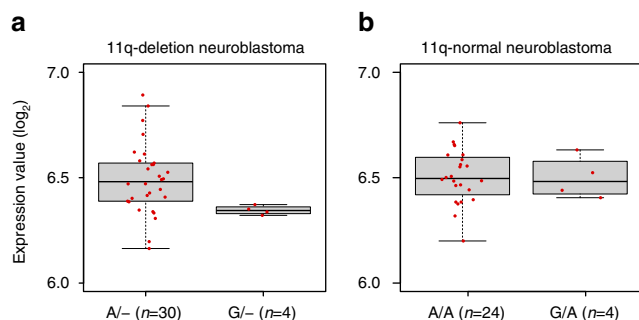 a
11q-deletion neuroblastoma
Expression value (log2)
7.0
6.5
6.0
A/– (n=30)
G/– (n=4)
b
11q-normal neuroblastoma
7.0
6.5
6.0
A/A (n=24)
G/A (n=4)